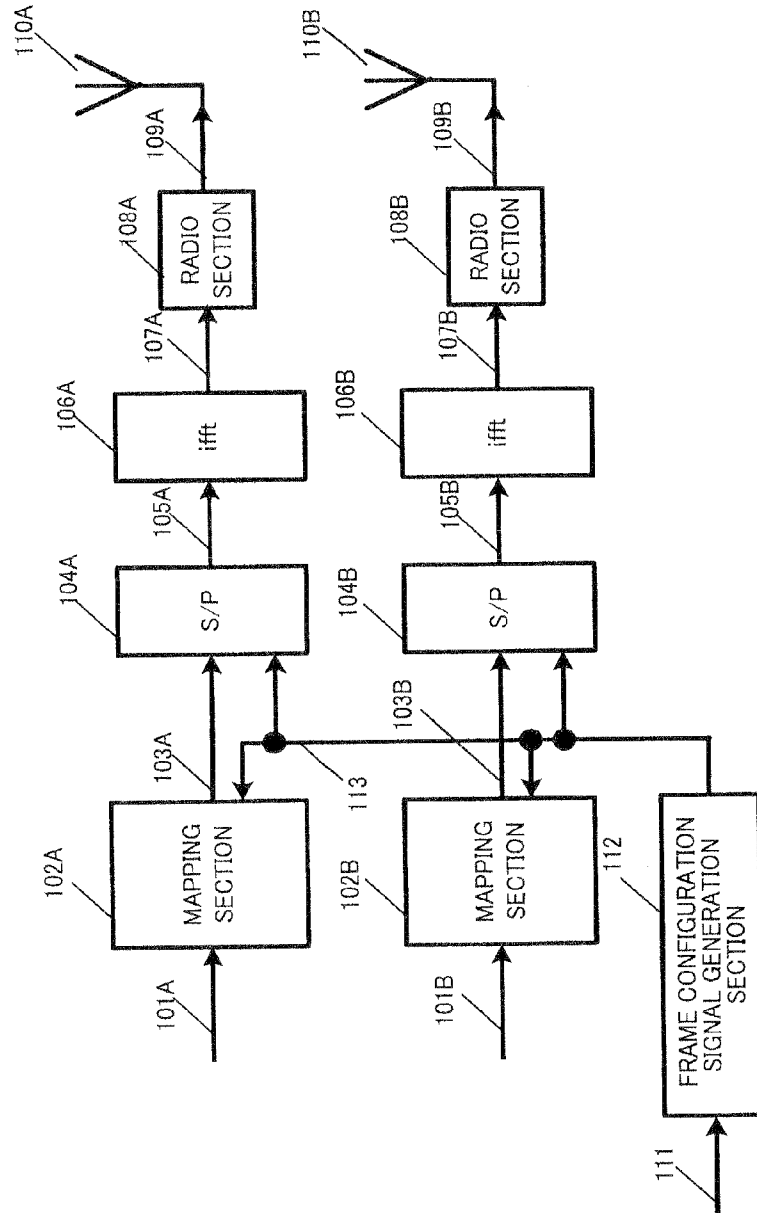 110A
109A
108A
RADIO
SECTION
107A
106A
ifft
105A
104A
S/P
103A
102A
MAPPING
SECTION
101A
110B
109B
108B
RADIO
SECTION
107B
106B
ifft
105B
104B
S/P
103B
113
102B
MAPPING
SECTION
101B
112
FRAME CONFIGURATION
SIGNAL GENERATION
SECTION
111